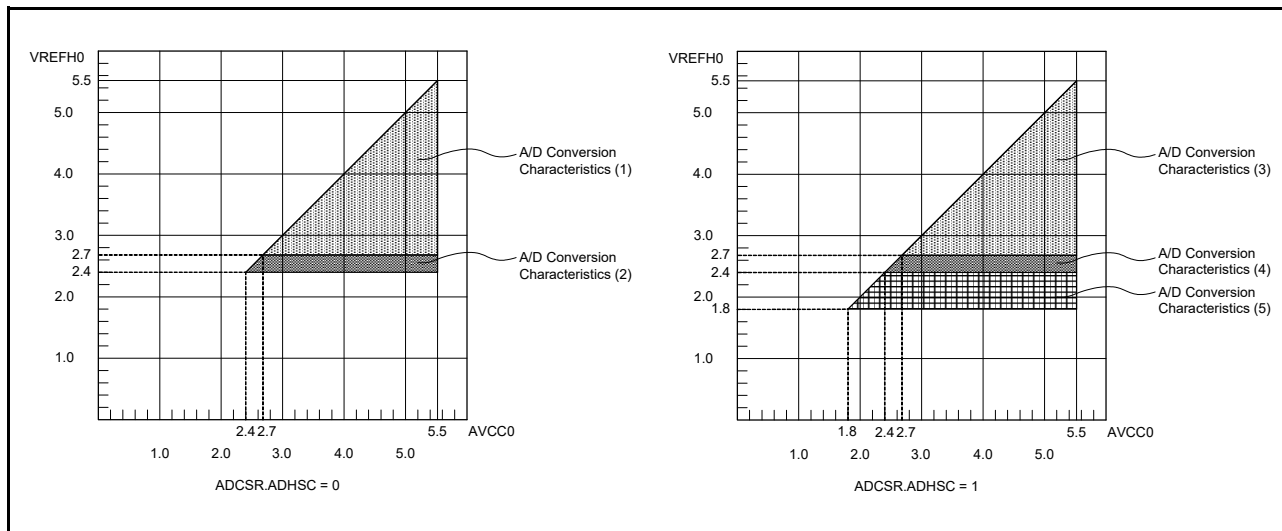 VREFH0
5.5
5.0
4.0
3.0
2.7
2.4
2.0
1.0
A/D Conversion
Characteristics (1)
A/D Conversion
Characteristics (2)
2.4 2.7 5.5 AVCC0
1.0 2.0 3.0 4.0 5.0
ADCSR.ADHSC = 0
VREFH0
5.5
5.0
4.0
3.0
2.7
2.4
2.0
1.8
1.0
A/D Conversion
Characteristics (3)
A/D Conversion
Characteristics (4)
A/D Conversion
Characteristics (5)
1.8 2.4 2.7 5.5 AVCC0
1.0 2.0 3.0 4.0 5.0
ADCSR.ADHSC = 1